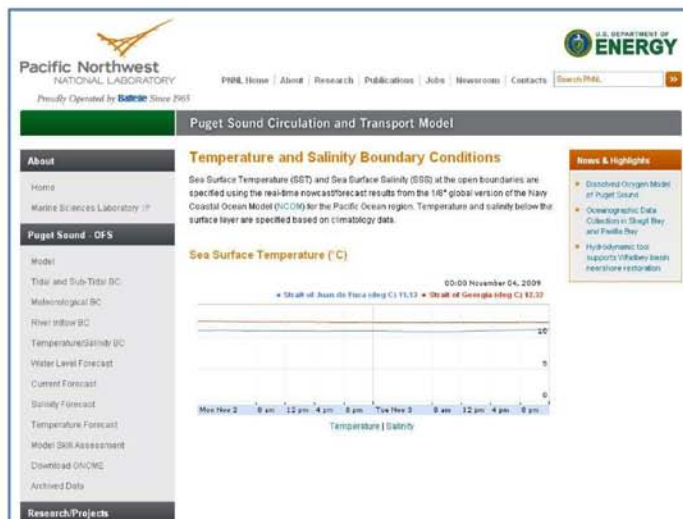 Pacific Northwest
NATIONAL LABORATORY
Proudly Operated by Battelle Since 1965
U.S. DEPARTMENT OF
ENERGY
PNNL Home | About | Research | Publications | Jobs | Newsroom | Contacts
Search PNNL
Puget Sound Circulation and Transport Model
About
Home
Marine Sciences Laboratory
Puget Sound - OFS
Model
Tidal and Sub-Tidal BC
Meteorological BC
River Inflow BC
Temperature/Salinity BC
Water Level Forecast
Current Forecast
Salinity Forecast
Temperature Forecast
Model Skill Assessment
Download
Archived Data
Research/Projects
Temperature and Salinity Boundary Conditions
Sea Surface Temperature (SST) and Sea Surface Salinity (SSS) at the open boundaries are
specified using the real-time nowcast/forecast results from the 1/8° global version of the Navy
Coastal Ocean Model (NCOM) for the Pacific Ocean region. Temperature and salinity below the
surface layer are specified based on climatology data.
Sea Surface Temperature (°C)
00:00 November 04, 2009
Strait of Juan de Fuca (deg C) 11.13 Strait of Georgia (deg C) 12.32
10
5
0
Mon Nov 2 8 am 12 pm 4 pm 8 pm Tue Nov 3 8 am 12 pm 4 pm 8 pm
Temperature | Salinity
News & Highlights
Dissolved Oxygen Model
of Puget Sound
Oceanographic Data
Collection in Skagit Bay
and Padilla Bay
Hydrodynamic tool
supports Whidbey basin
nearshore restoration